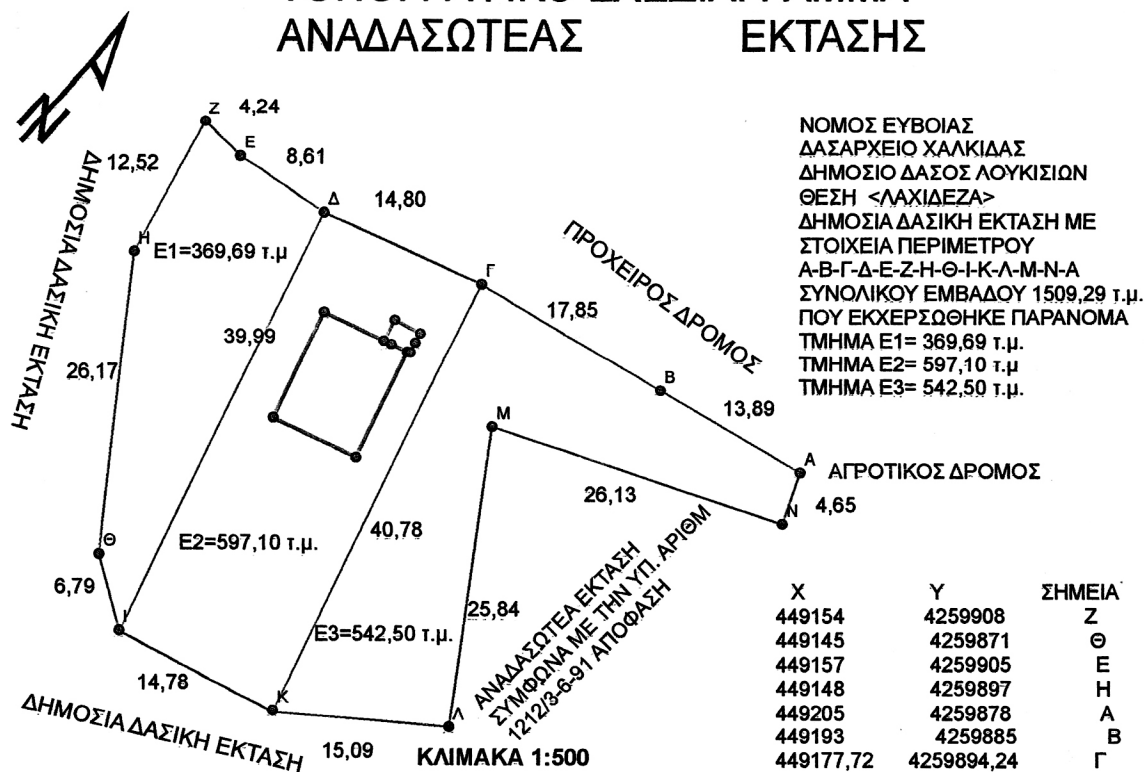 ΑΝΑΔΑΣΩΤΕΑΣ ΕΚΤΑΣΗΣ
Ζ 4,24
Ε
8,61
12,52
Δ
14,80
ΔΗΜΟΣΙΑ ΔΑΣΙΚΗ ΕΚΤΑΣΗ
Η
Ε1=369,69 τ.μ
Γ
ΠΡΟΧΕΙΡΟΣ ΔΡΟΜΟΣ
17,85
39,99
26,17
Β
13,89
Μ
Α
ΑΓΡΟΤΙΚΟΣ ΔΡΟΜΟΣ
26,13
Ν
4,65
40,78
Θ
Ε2=597,10 τ.μ.
6,79
Ι
25,84
Ε3=542,50 τ.μ.
ΑΝΑΔΑΣΩΤΕΑ ΕΚΤΑΣΗ
ΣΥΜΦΩΝΑ ΜΕ ΤΗΝ ΥΠ. ΑΡΙΘΜ
1212/3-6-91 ΑΠΟΦΑΣΗ
14,78
Κ
Λ
ΔΗΜΟΣΙΑ ΔΑΣΙΚΗ ΕΚΤΑΣΗ
15,09
ΚΛΙΜΑΚΑ 1:500
ΝΟΜΟΣ ΕΥΒΟΙΑΣ
ΔΑΣΑΡΧΕΙΟ ΧΑΛΚΙΔΑΣ
ΔΗΜΟΣΙΟ ΔΑΣΟΣ ΛΟΥΚΙΣΙΩΝ
ΘΕΣΗ <ΛΑΧΙΔΕΖΑ>
ΔΗΜΟΣΙΑ ΔΑΣΙΚΗ ΕΚΤΑΣΗ ΜΕ
ΣΤΟΙΧΕΙΑ ΠΕΡΙΜΕΤΡΟΥ
Α-Β-Γ-Δ-Ε-Ζ-Η-Θ-Ι-Κ-Λ-Μ-Ν-Α
ΣΥΝΟΛΙΚΟΥ ΕΜΒΑΔΟΥ 1509,29 τ.μ.
ΠΟΥ ΕΚΧΕΡΣΩΘΗΚΕ ΠΑΡΑΝΟΜΑ
ΤΜΗΜΑ Ε1= 369,69 τ.μ.
ΤΜΗΜΑ Ε2= 597,10 τ.μ
ΤΜΗΜΑ Ε3= 542,50 τ.μ.
Χ Υ ΣΗΜΕΙΑ
449154 4259908 Ζ
449145 4259871 Θ
449157 4259905 Ε
449148 4259897 Η
449205 4259878 Α
449193 4259885 Β
449177,72 4259894,24 Γ